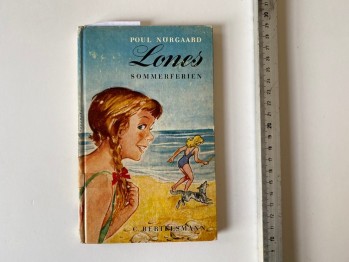 POUL NØRGAARD
Lones
SOMMERFERIEN
C. BERTELSMANN